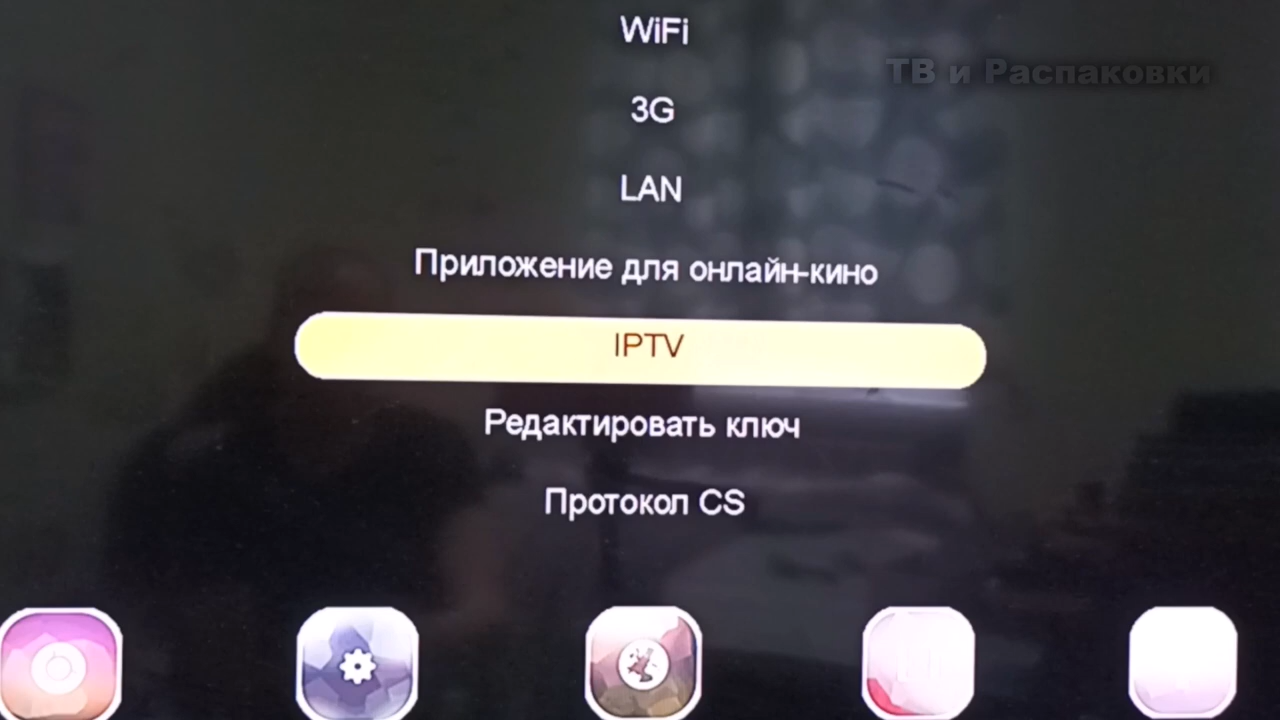 WiFi
ТВ и Распаковки
3G
LAN
Приложение для онлайн-кино
IPTV
Редактировать ключ
Протокол CS